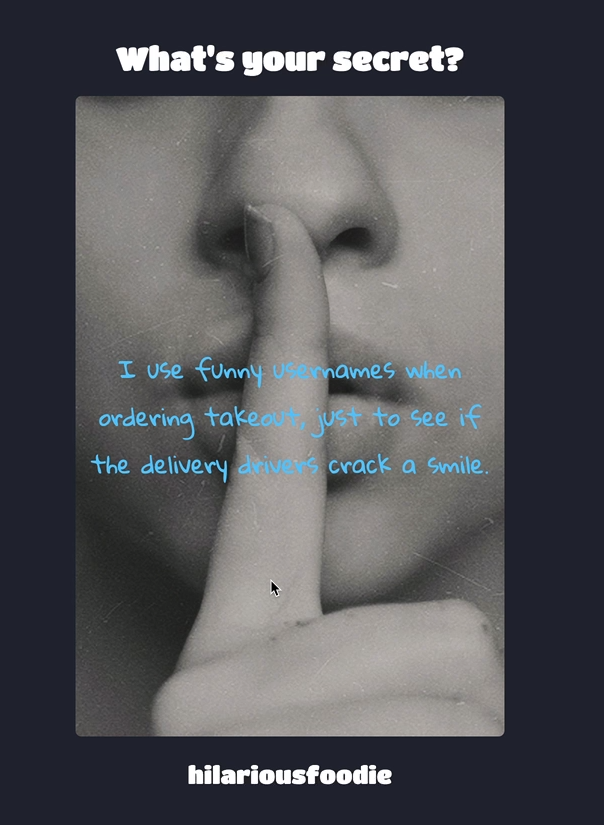 What's your secret?
I use funny usernames when
ordering takeout, just to see if
the delivery drivers crack a smile.
hilariousfoodie